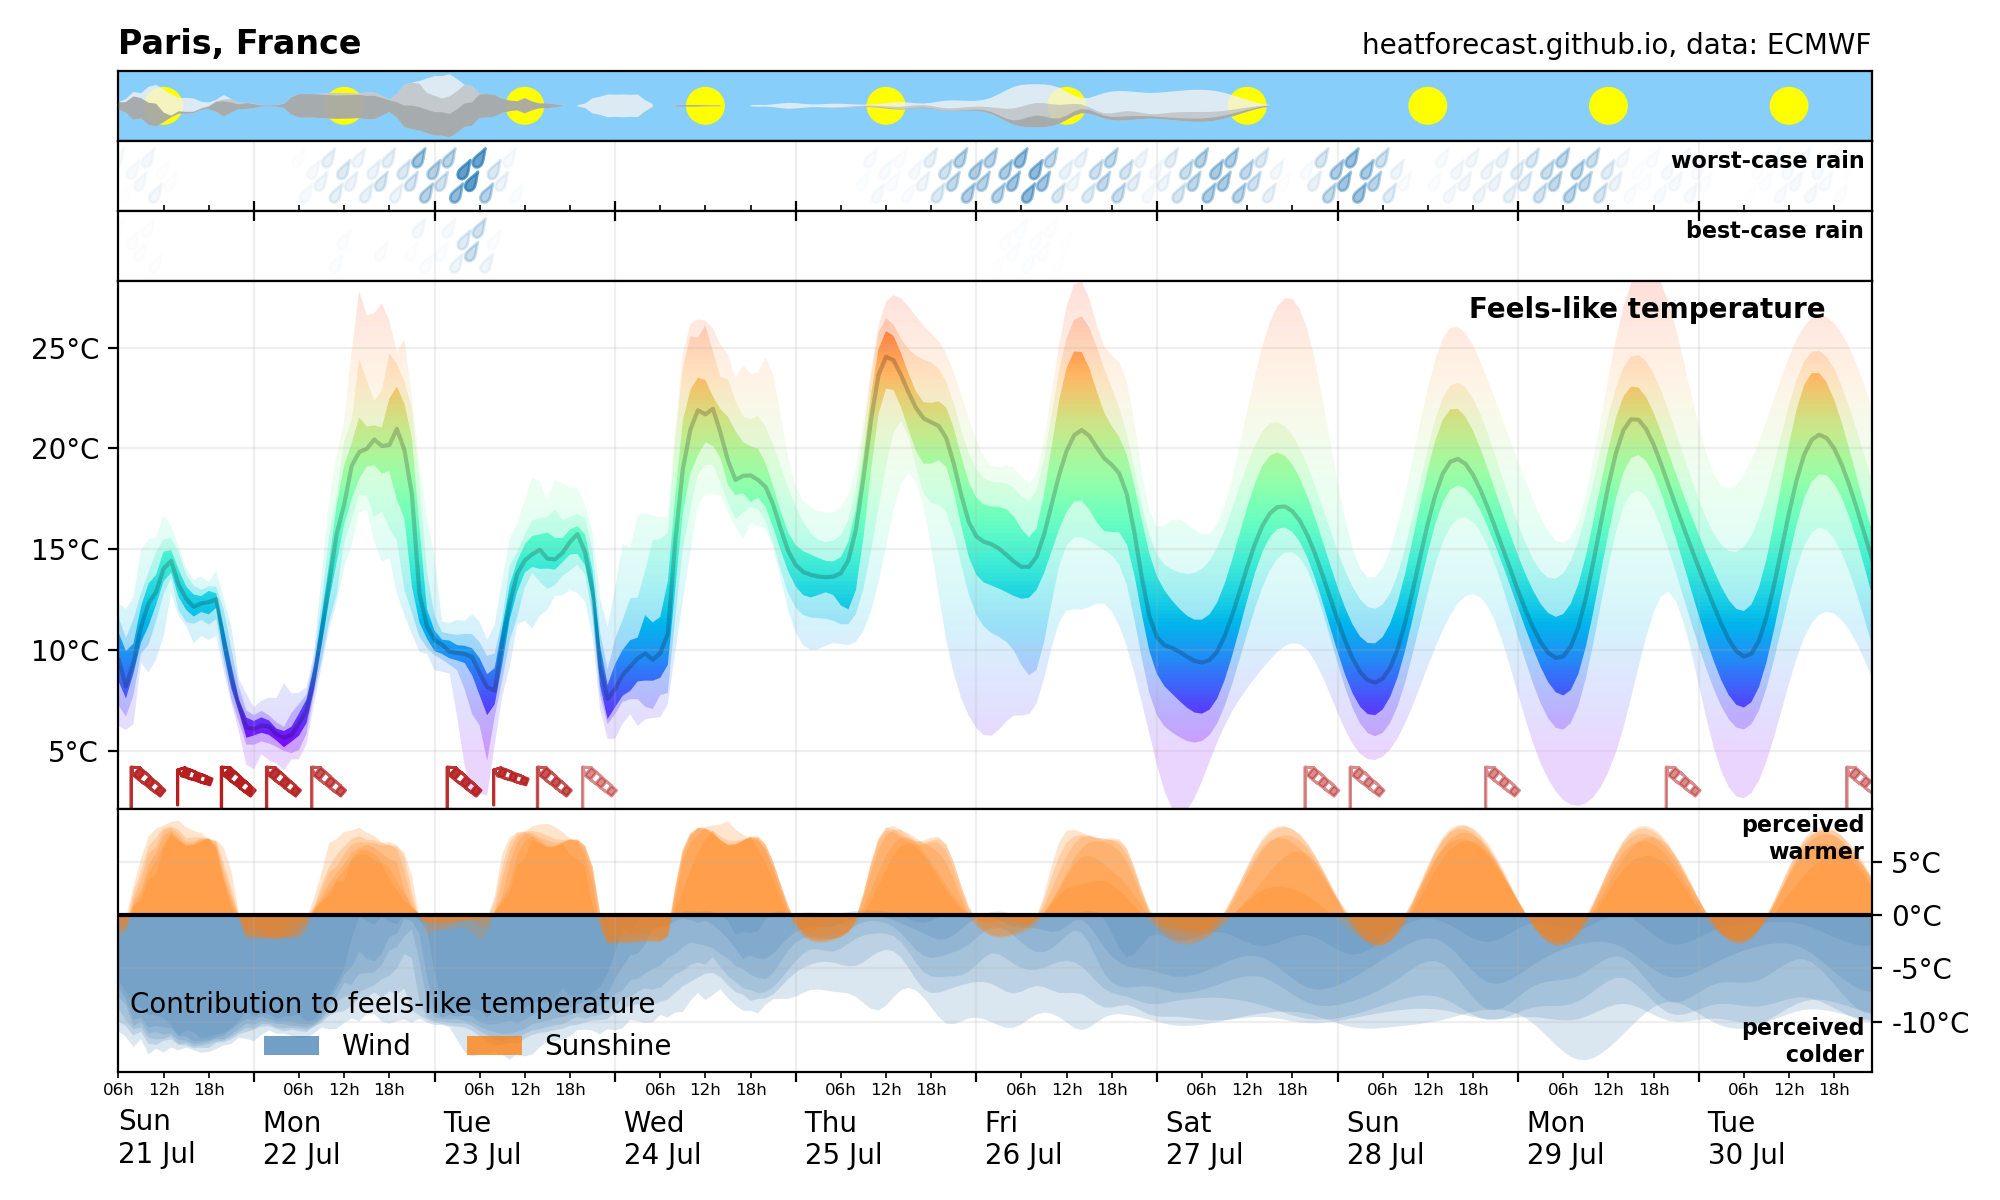 Paris, France
heatforecast.github.io, data: ECMWF
worst-case rain
best-case rain
Feels-like temperature
25°C
20°C
15°C
10°C
5°C
perceived
warmer
5°C
0°C
-5°C
-10°C
Contribution to feels-like temperature
Wind
Sunshine
perceived
colder
06h 12h 18h 06h 12h 18h 06h 12h 18h 06h 12h 18h 06h 12h 18h 06h 12h 18h 06h 12h 18h 06h 12h 18h 06h 12h 18h 06h 12h 18h
Sun Mon Tue Wed Thu Fri Sat Sun Mon Tue
21 Jul 22 Jul 23 Jul 24 Jul 25 Jul 26 Jul 27 Jul 28 Jul 29 Jul 30 Jul